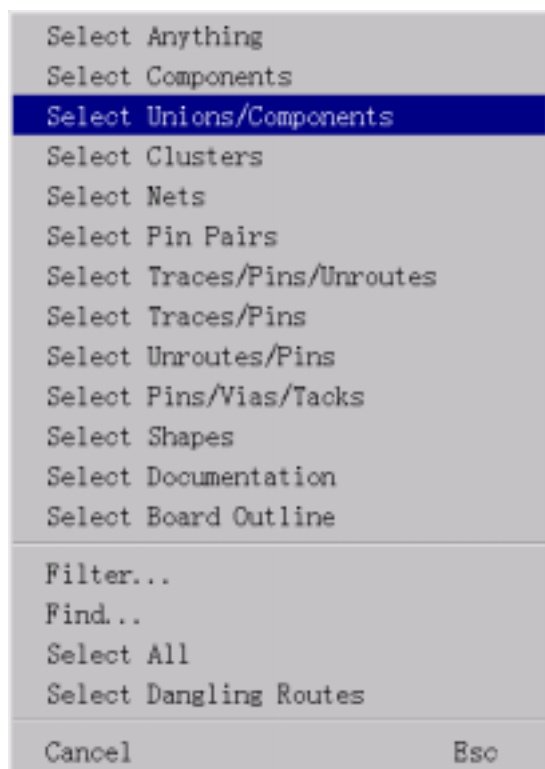 Select Anything
Select Components
Select Unions/Components
Select Clusters
Select Nets
Select Pin Pairs
Select Traces/Pins/Unroutes
Select Traces/Pins
Select Unroutes/Pins
Select Pins/Vias/Tacks
Select Shapes
Select Documentation
Select Board Outline
Filter...
Find...
Select All
Select Dangling Routes
Cancel Esc